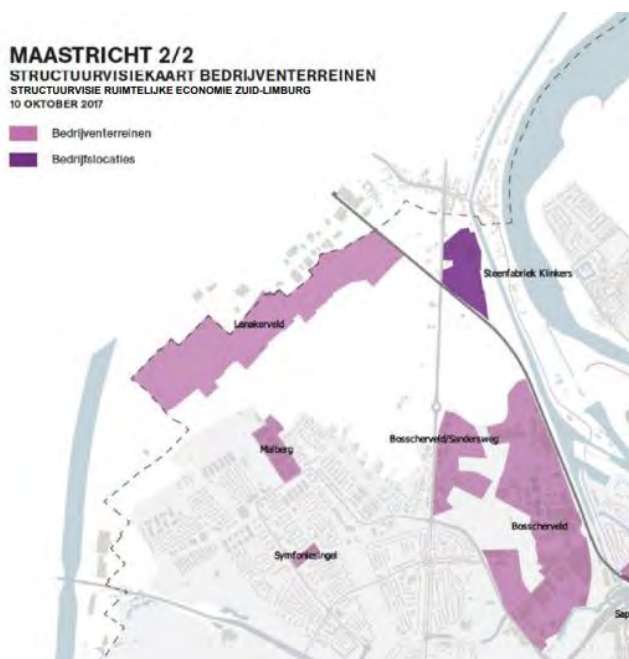 MAASTRICHT 2/2
STRUCTUURVISIEKAART BEDRIJVENTERREINEN
STRUCTUURVISIE RUIMTELIJKE ECONOMIE ZUID-LIMBURG
10 OKTOBER 2017
Bedrijventerreinen
Bedrijfslocaties
Steenfabriek Klinkers
Lanakerveld
Bosscherveld/Sandersweg
Malberg
Bosscherveld
Symfoniesingel
Sap